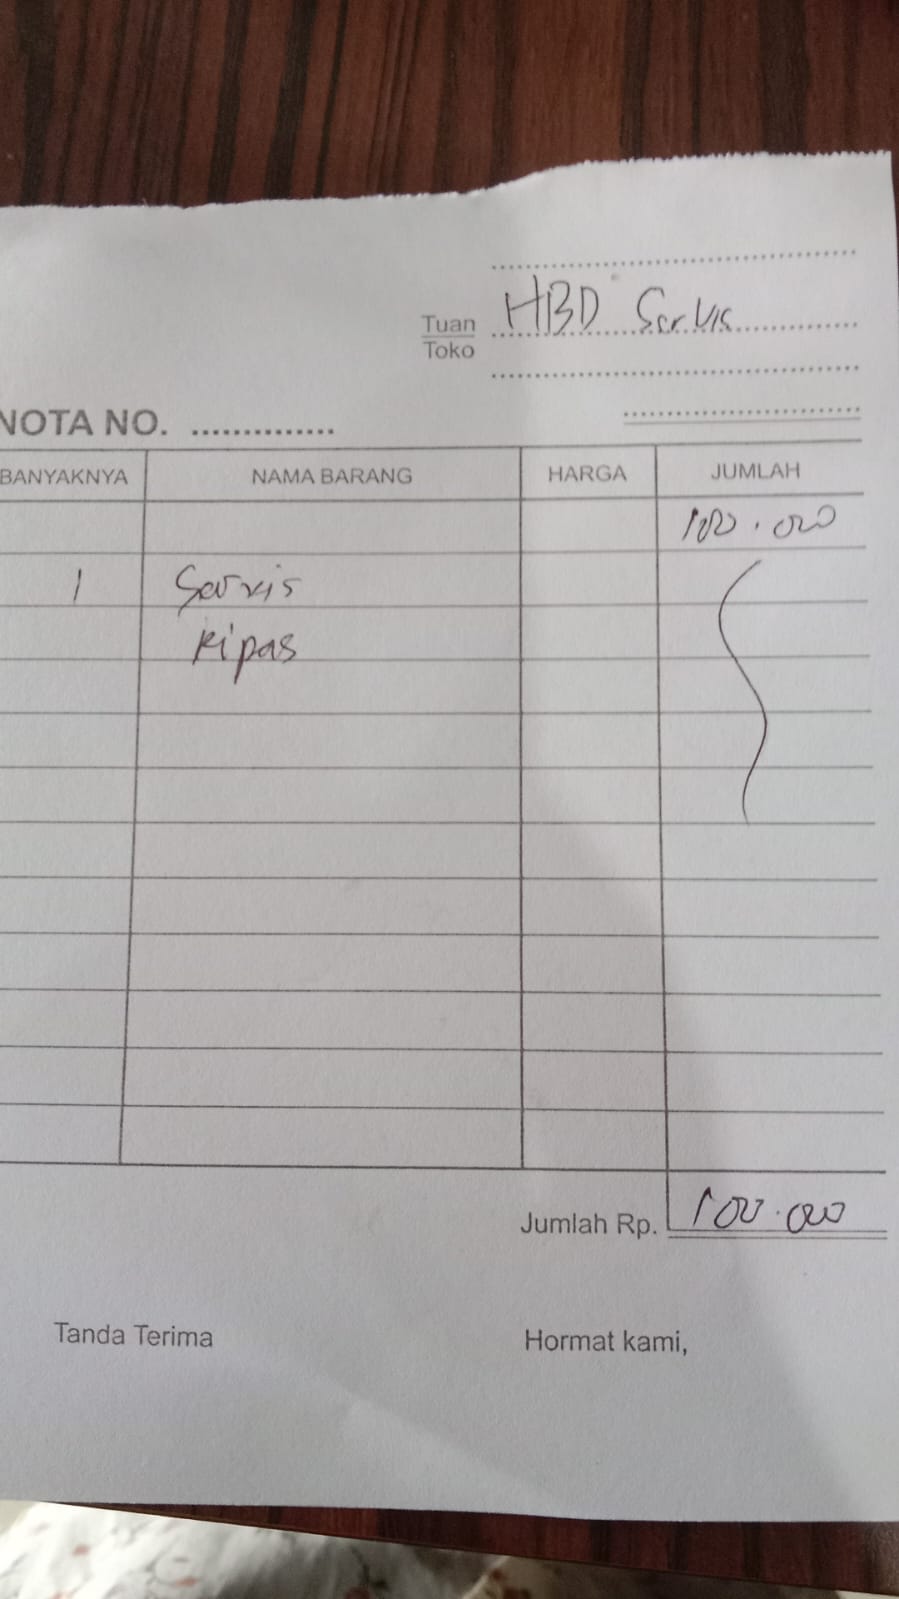 Tuan HBD Servis
Toko
NOTA NO. ..............
BANYAKNYA NAMA BARANG HARGA JUMLAH
100.000
1 Servis
Kipas
Jumlah Rp. 100.000
Tanda Terima Hormat kami,